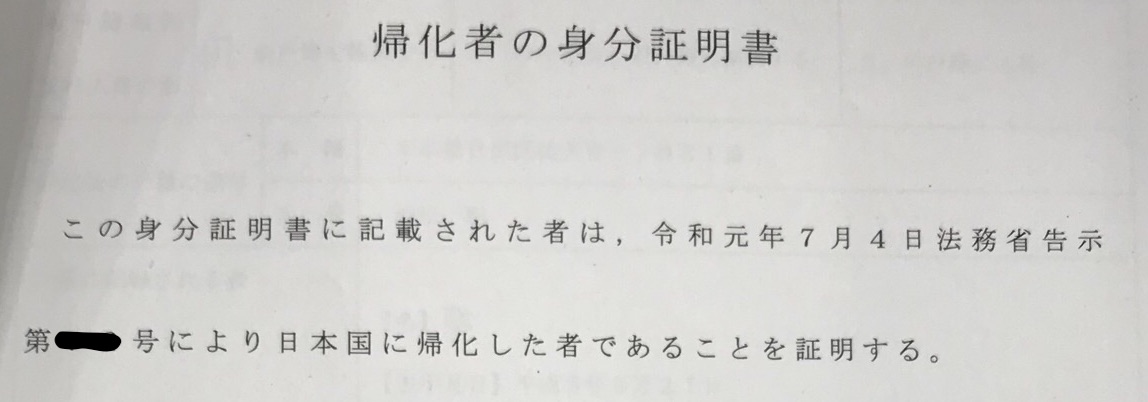 帰化者の身分証明書
この身分証明書に記載された者は，令和元年７月４日法務省告示
第号により日本国に帰化した者であることを証明する。